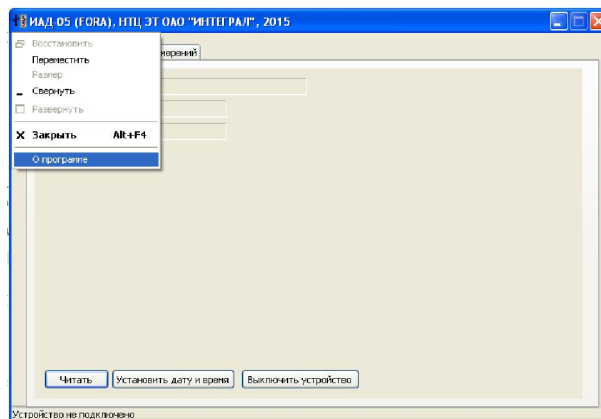 ИАД-05 (FORA), НТЦ ЭТ ОАО "ИНТЕГРАЛ", 2015
Восстановить
Переместить
Размер
Свернуть
Развернуть
Закрыть Alt+F4
О программе
Читать Установить дату и время Выключить устройство
Устройство не подключено